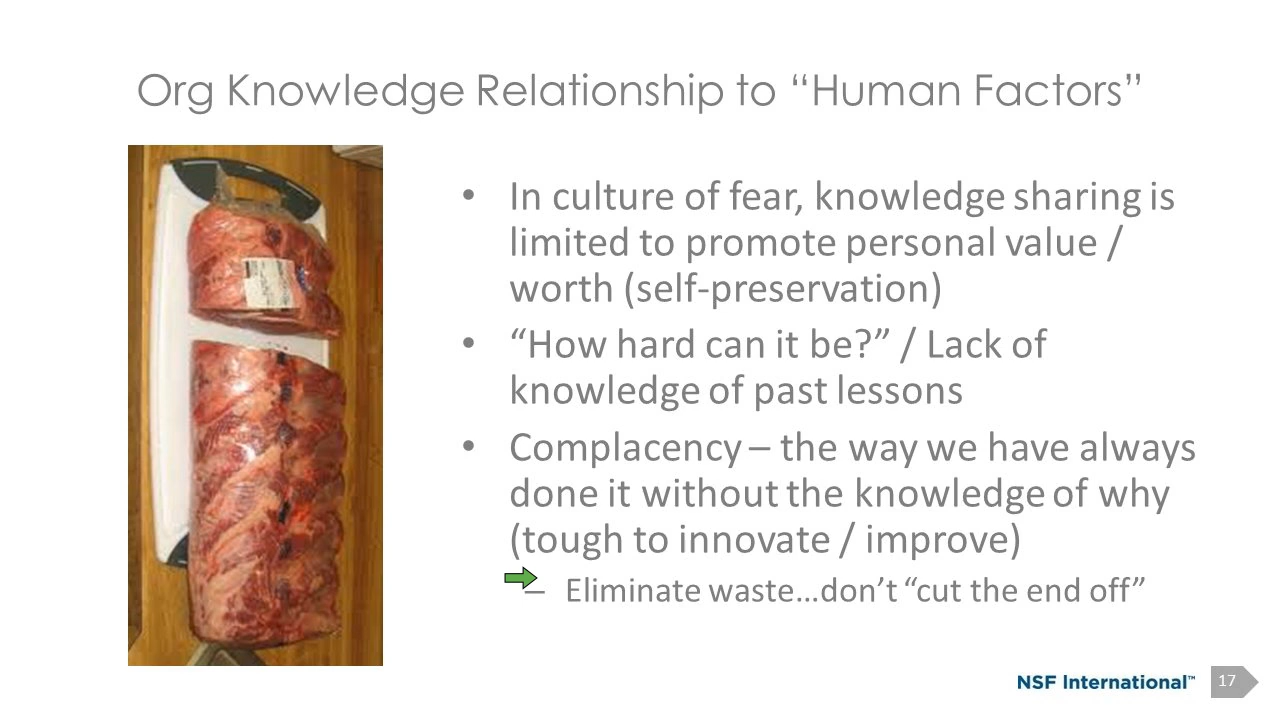 Org Knowledge Relationship to “Human Factors”
• In culture of fear, knowledge sharing is
limited to promote personal value /
worth (self-preservation)
• “How hard can it be?” / Lack of
knowledge of past lessons
• Complacency – the way we have always
done it without the knowledge of why
(tough to innovate / improve)
– Eliminate waste…don’t “cut the end off”
NSF International™
17